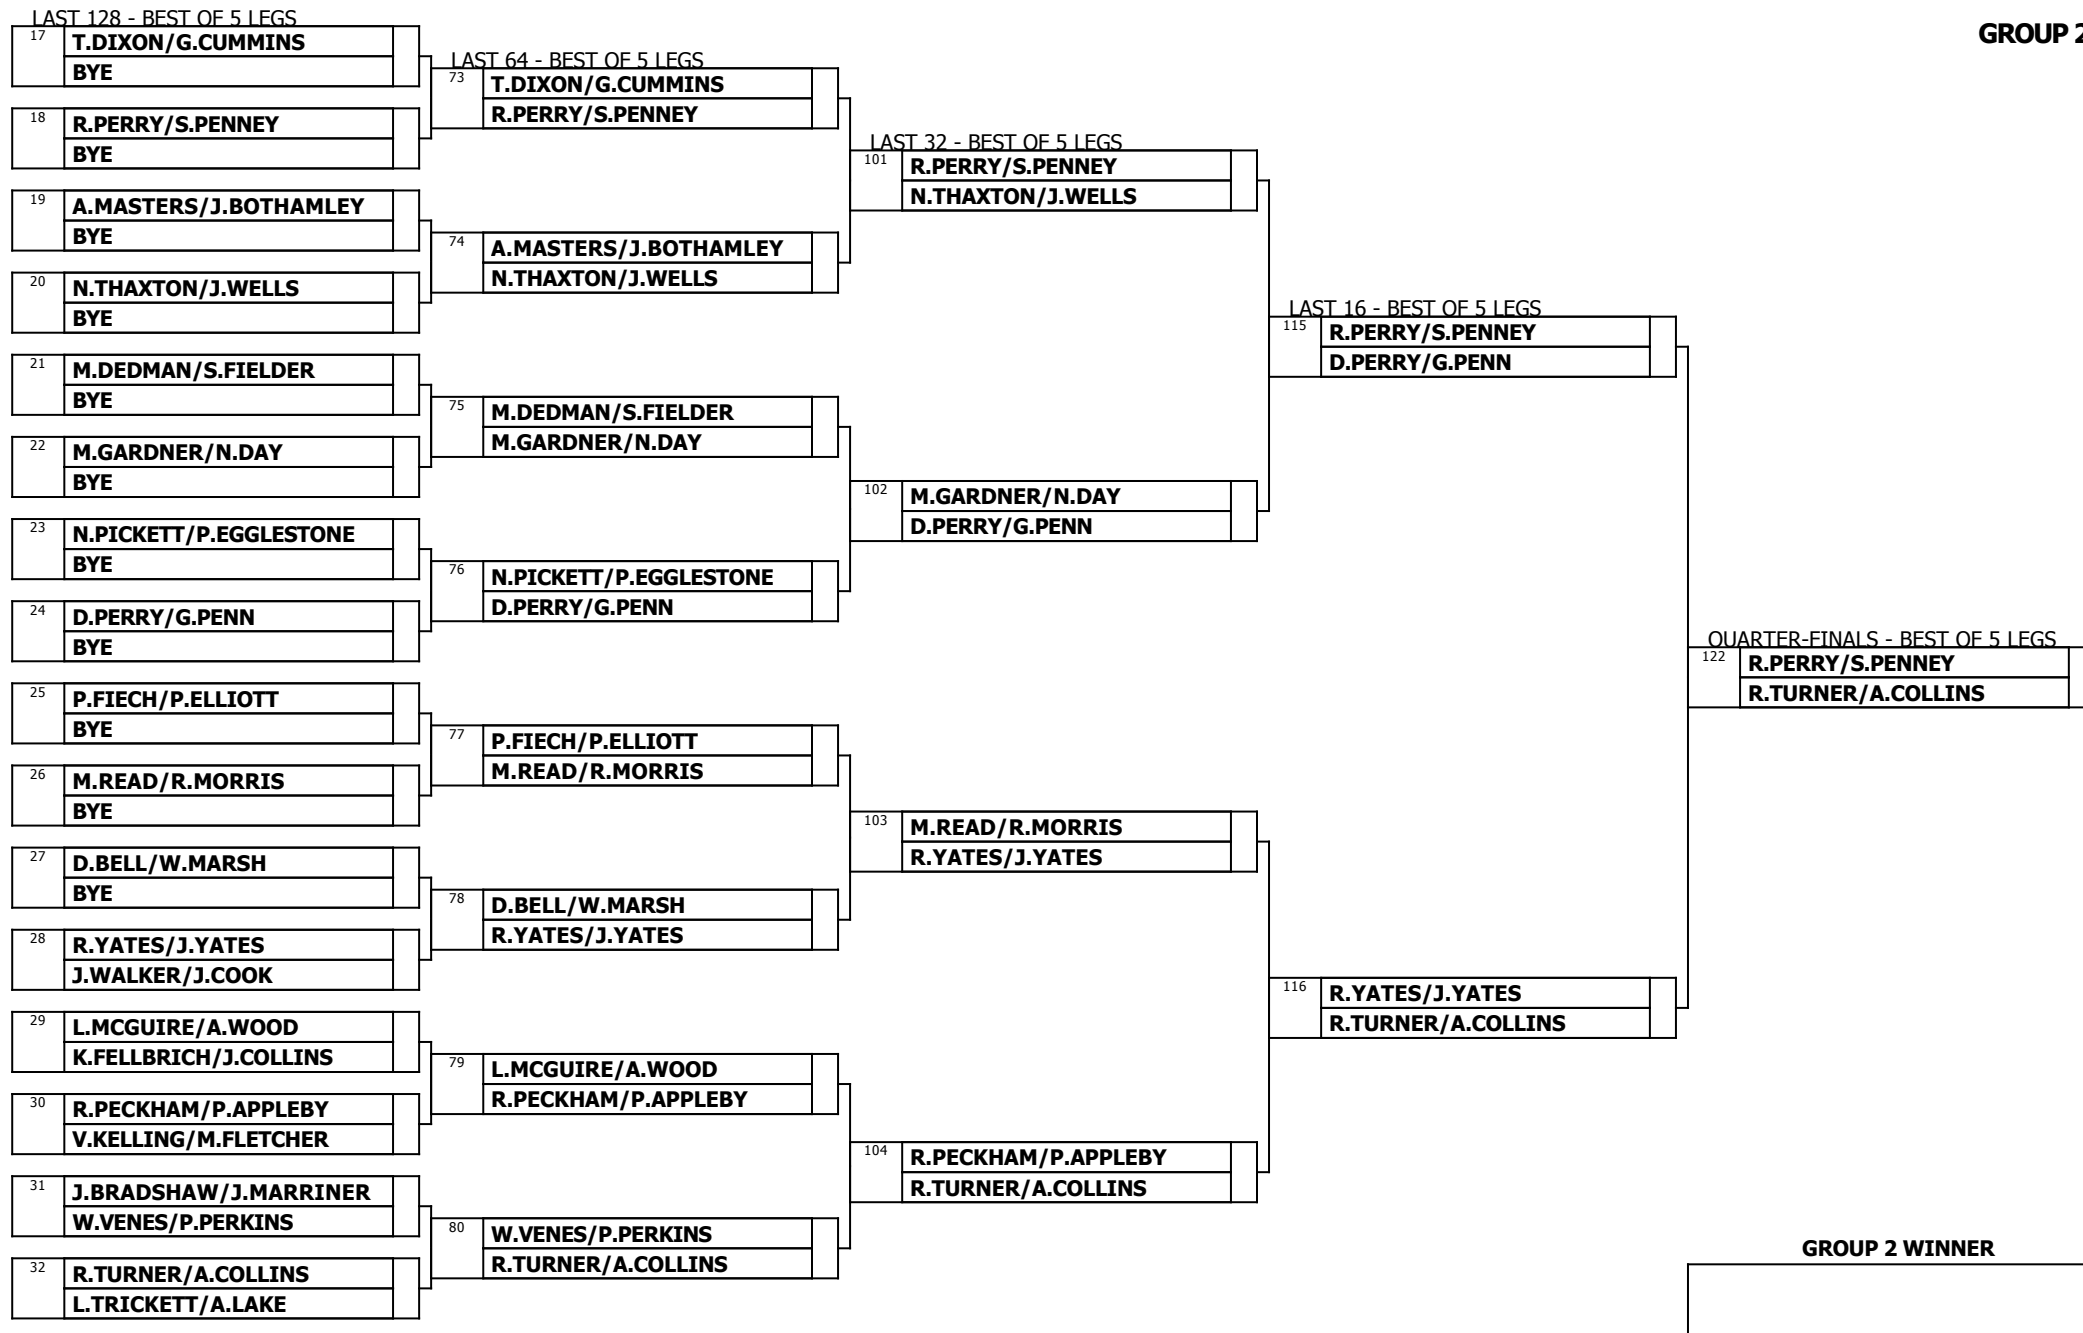 LAST 128 - BEST OF 5 LEGS
17
T.DIXON/G.CUMMINS
BYE
18
R.PERRY/S.PENNEY
BYE
19
A.MASTERS/J.BOTHAMLEY
BYE
20
N.THAXTON/J.WELLS
BYE
21
M.DEDMAN/S.FIELDER
BYE
22
M.GARDNER/N.DAY
BYE
23
N.PICKETT/P.EGGLESTONE
BYE
24
D.PERRY/G.PENN
BYE
25
P.FIECH/P.ELLIOTT
BYE
26
M.READ/R.MORRIS
BYE
27
D.BELL/W.MARSH
BYE
28
R.YATES/J.YATES
J.WALKER/J.COOK
29
L.MCGUIRE/A.WOOD
K.FELLBRICH/J.COLLINS
30
R.PECKHAM/P.APPLEBY
V.KELLING/M.FLETCHER
31
J.BRADSHAW/J.MARRINER
W.VENES/P.PERKINS
32
R.TURNER/A.COLLINS
L.TRICKETT/A.LAKE
LAST 64 - BEST OF 5 LEGS
73
T.DIXON/G.CUMMINS
R.PERRY/S.PENNEY
74
A.MASTERS/J.BOTHAMLEY
N.THAXTON/J.WELLS
75
M.DEDMAN/S.FIELDER
M.GARDNER/N.DAY
76
N.PICKETT/P.EGGLESTONE
D.PERRY/G.PENN
77
P.FIECH/P.ELLIOTT
M.READ/R.MORRIS
78
D.BELL/W.MARSH
R.YATES/J.YATES
79
L.MCGUIRE/A.WOOD
R.PECKHAM/P.APPLEBY
80
W.VENES/P.PERKINS
R.TURNER/A.COLLINS
LAST 32 - BEST OF 5 LEGS
101
R.PERRY/S.PENNEY
N.THAXTON/J.WELLS
102
M.GARDNER/N.DAY
D.PERRY/G.PENN
103
M.READ/R.MORRIS
R.YATES/J.YATES
104
R.PECKHAM/P.APPLEBY
R.TURNER/A.COLLINS
LAST 16 - BEST OF 5 LEGS
115
R.PERRY/S.PENNEY
D.PERRY/G.PENN
116
R.YATES/J.YATES
R.TURNER/A.COLLINS
GROUP 2
QUARTER-FINALS - BEST OF 5 LEGS
122
R.PERRY/S.PENNEY
R.TURNER/A.COLLINS
GROUP 2 WINNER